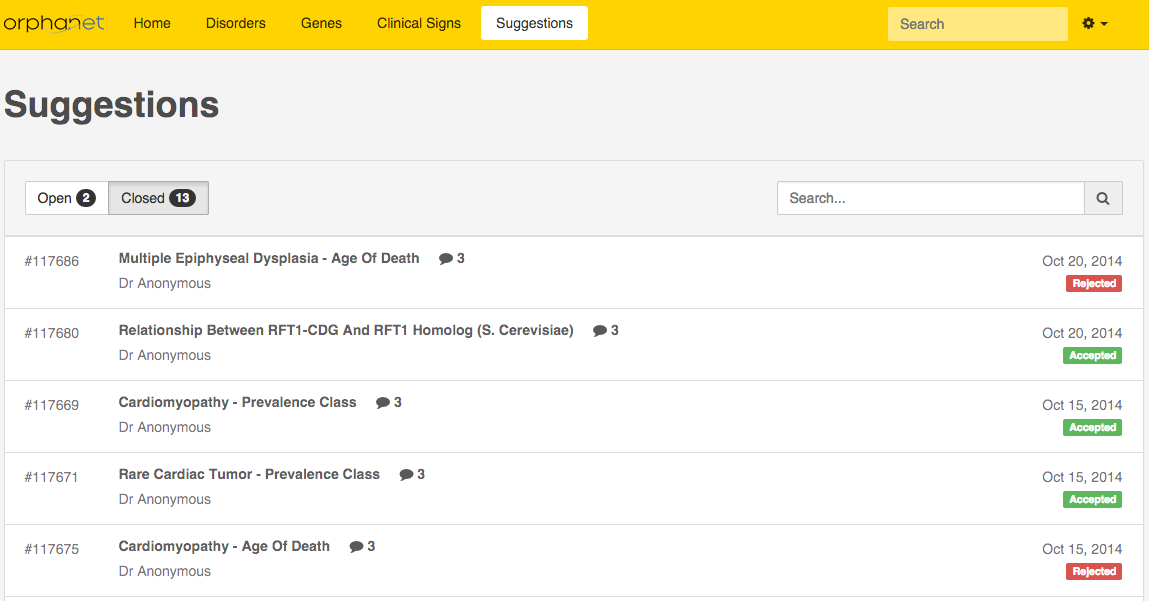 orphanet Home Disorders Genes Clinical Signs Suggestions Search
Suggestions
Open 2 Closed 13 Search...
#117686 Multiple Epiphyseal Dysplasia - Age Of Death 3 Oct 20, 2014
Dr Anonymous Rejected
#117680 Relationship Between RFT1-CDG And RFT1 Homolog (S. Cerevisiae) 3 Oct 20, 2014
Dr Anonymous Accepted
#117669 Cardiomyopathy - Prevalence Class 3 Oct 15, 2014
Dr Anonymous Accepted
#117671 Rare Cardiac Tumor - Prevalence Class 3 Oct 15, 2014
Dr Anonymous Accepted
#117675 Cardiomyopathy - Age Of Death 3 Oct 15, 2014
Dr Anonymous Rejected